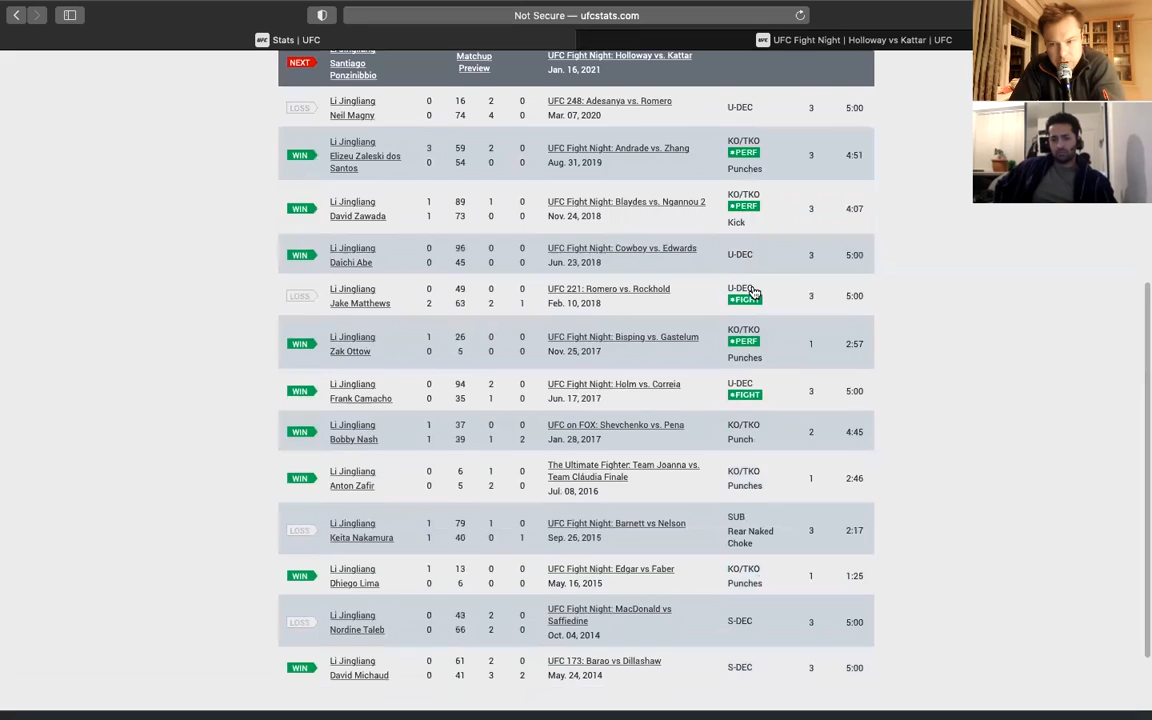 Not Secure — ufcstats.com
Stats | UFC
UFC Fight Night | Holloway vs Kattar | UFC
NEXT
Li Jingliang
Santiago
Ponzinibbio
Matchup
Preview
UFC Fight Night: Holloway vs. Kattar
Jan. 16, 2021
LOSS
Li Jingliang 0 16 2 0
Neil Magny 0 74 4 0
UFC 248: Adesanya vs. Romero
Mar. 07, 2020
U-DEC
3 5:00
WIN
Li Jingliang 3 59 2 0
Elizeu Zaleski dos 0 54 0 0
Santos
UFC Fight Night: Andrade vs. Zhang
Aug. 31, 2019
KO/TKO
PERF
Punches
3 4:51
WIN
Li Jingliang 1 89 1 0
David Zawada 1 73 0 0
UFC Fight Night: Blaydes vs. Ngannou 2
Nov. 24, 2018
KO/TKO
PERF
Kick
3 4:07
WIN
Li Jingliang 0 96 0 0
Daichi Abe 0 45 0 0
UFC Fight Night: Cowboy vs. Edwards
Jun. 23, 2018
U-DEC
3 5:00
LOSS
Li Jingliang 0 49 0 0
Jake Matthews 2 63 2 1
UFC 221: Romero vs. Rockhold
Feb. 10, 2018
U-DEC
FIGHT
3 5:00
WIN
Li Jingliang 1 26 0 0
Zak Ottow 0 5 0 0
UFC Fight Night: Bisping vs. Gastelum
Nov. 25, 2017
KO/TKO
PERF
Punches
1 2:57
WIN
Li Jingliang 0 94 2 0
Frank Camacho 0 35 1 0
UFC Fight Night: Holm vs. Correia
Jun. 17, 2017
U-DEC
FIGHT
3 5:00
WIN
Li Jingliang 1 37 0 0
Bobby Nash 1 39 1 2
UFC on FOX: Shevchenko vs. Pena
Jan. 28, 2017
KO/TKO
Punch
2 4:45
WIN
Li Jingliang 0 6 1 0
Anton Zafir 0 5 2 0
The Ultimate Fighter: Team Joanna vs.
Team Cláudia Finale
Jul. 08, 2016
KO/TKO
Punches
1 2:46
LOSS
Li Jingliang 1 79 1 0
Keita Nakamura 1 40 0 1
UFC Fight Night: Barnett vs Nelson
Sep. 26, 2015
SUB
Rear Naked
Choke
3 2:17
WIN
Li Jingliang 1 13 0 0
Dhiego Lima 0 6 0 0
UFC Fight Night: Edgar vs Faber
May. 16, 2015
KO/TKO
Punches
1 1:25
LOSS
Li Jingliang 0 43 2 0
Nordine Taleb 0 66 2 0
UFC Fight Night: MacDonald vs
Saffiedine
Oct. 04, 2014
S-DEC
3 5:00
WIN
Li Jingliang 0 61 2 0
David Michaud 0 41 3 2
UFC 173: Barao vs Dillashaw
May. 24, 2014
S-DEC
3 5:00